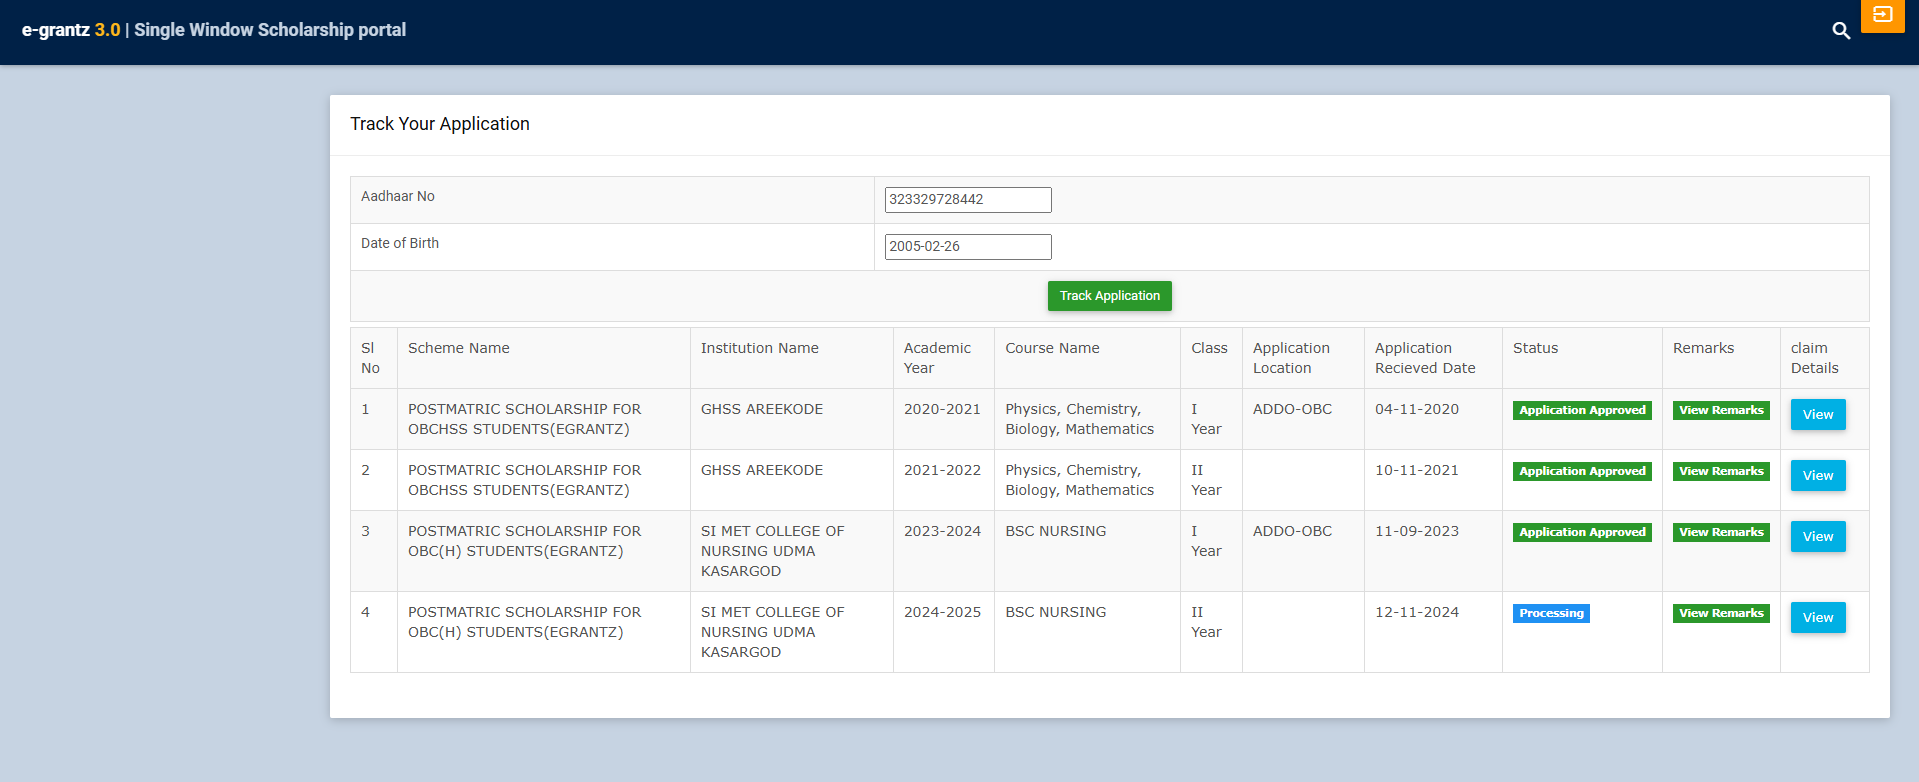 e-grantz 3.0 | Single Window Scholarship portal
Track Your Application
Aadhaar No 323329728442
Date of Birth 2005-02-26
Track Application
Sl No Scheme Name Institution Name Academic Year Course Name Class Application Location Application Recieved Date Status Remarks claim Details
1 POSTMATRIC SCHOLARSHIP FOR OBCHSS STUDENTS(EGRANTZ) GHSS AREEKODE 2020-2021 Physics, Chemistry, Biology, Mathematics I Year ADDO-OBC 04-11-2020 Application Approved View Remarks View
2 POSTMATRIC SCHOLARSHIP FOR OBCHSS STUDENTS(EGRANTZ) GHSS AREEKODE 2021-2022 Physics, Chemistry, Biology, Mathematics II Year 10-11-2021 Application Approved View Remarks View
3 POSTMATRIC SCHOLARSHIP FOR OBC(H) STUDENTS(EGRANTZ) SI MET COLLEGE OF NURSING UDMA KASARGOD 2023-2024 BSC NURSING I Year ADDO-OBC 11-09-2023 Application Approved View Remarks View
4 POSTMATRIC SCHOLARSHIP FOR OBC(H) STUDENTS(EGRANTZ) SI MET COLLEGE OF NURSING UDMA KASARGOD 2024-2025 BSC NURSING II Year 12-11-2024 Processing View Remarks View